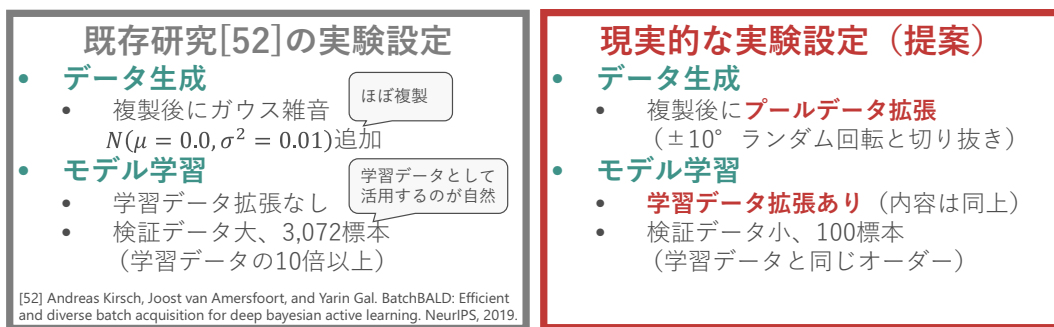 既存研究[52]の実験設定
• データ生成
• 複製後にガウス雑音
N(μ = 0.0, σ² = 0.01)追加
ほぼ複製
• モデル学習
• 学習データ拡張なし
• 検証データ大、3,072標本
（学習データの10倍以上）
学習データとして
活用するのが自然
[52] Andreas Kirsch, Joost van Amersfoort, and Yarin Gal. BatchBALD: Efficient
and diverse batch acquisition for deep bayesian active learning. NeurIPS, 2019.
現実的な実験設定（提案）
• データ生成
• 複製後にプールデータ拡張
（±10° ランダム回転と切り抜き）
• モデル学習
• 学習データ拡張あり（内容は同上）
• 検証データ小、100標本
（学習データと同じオーダー）